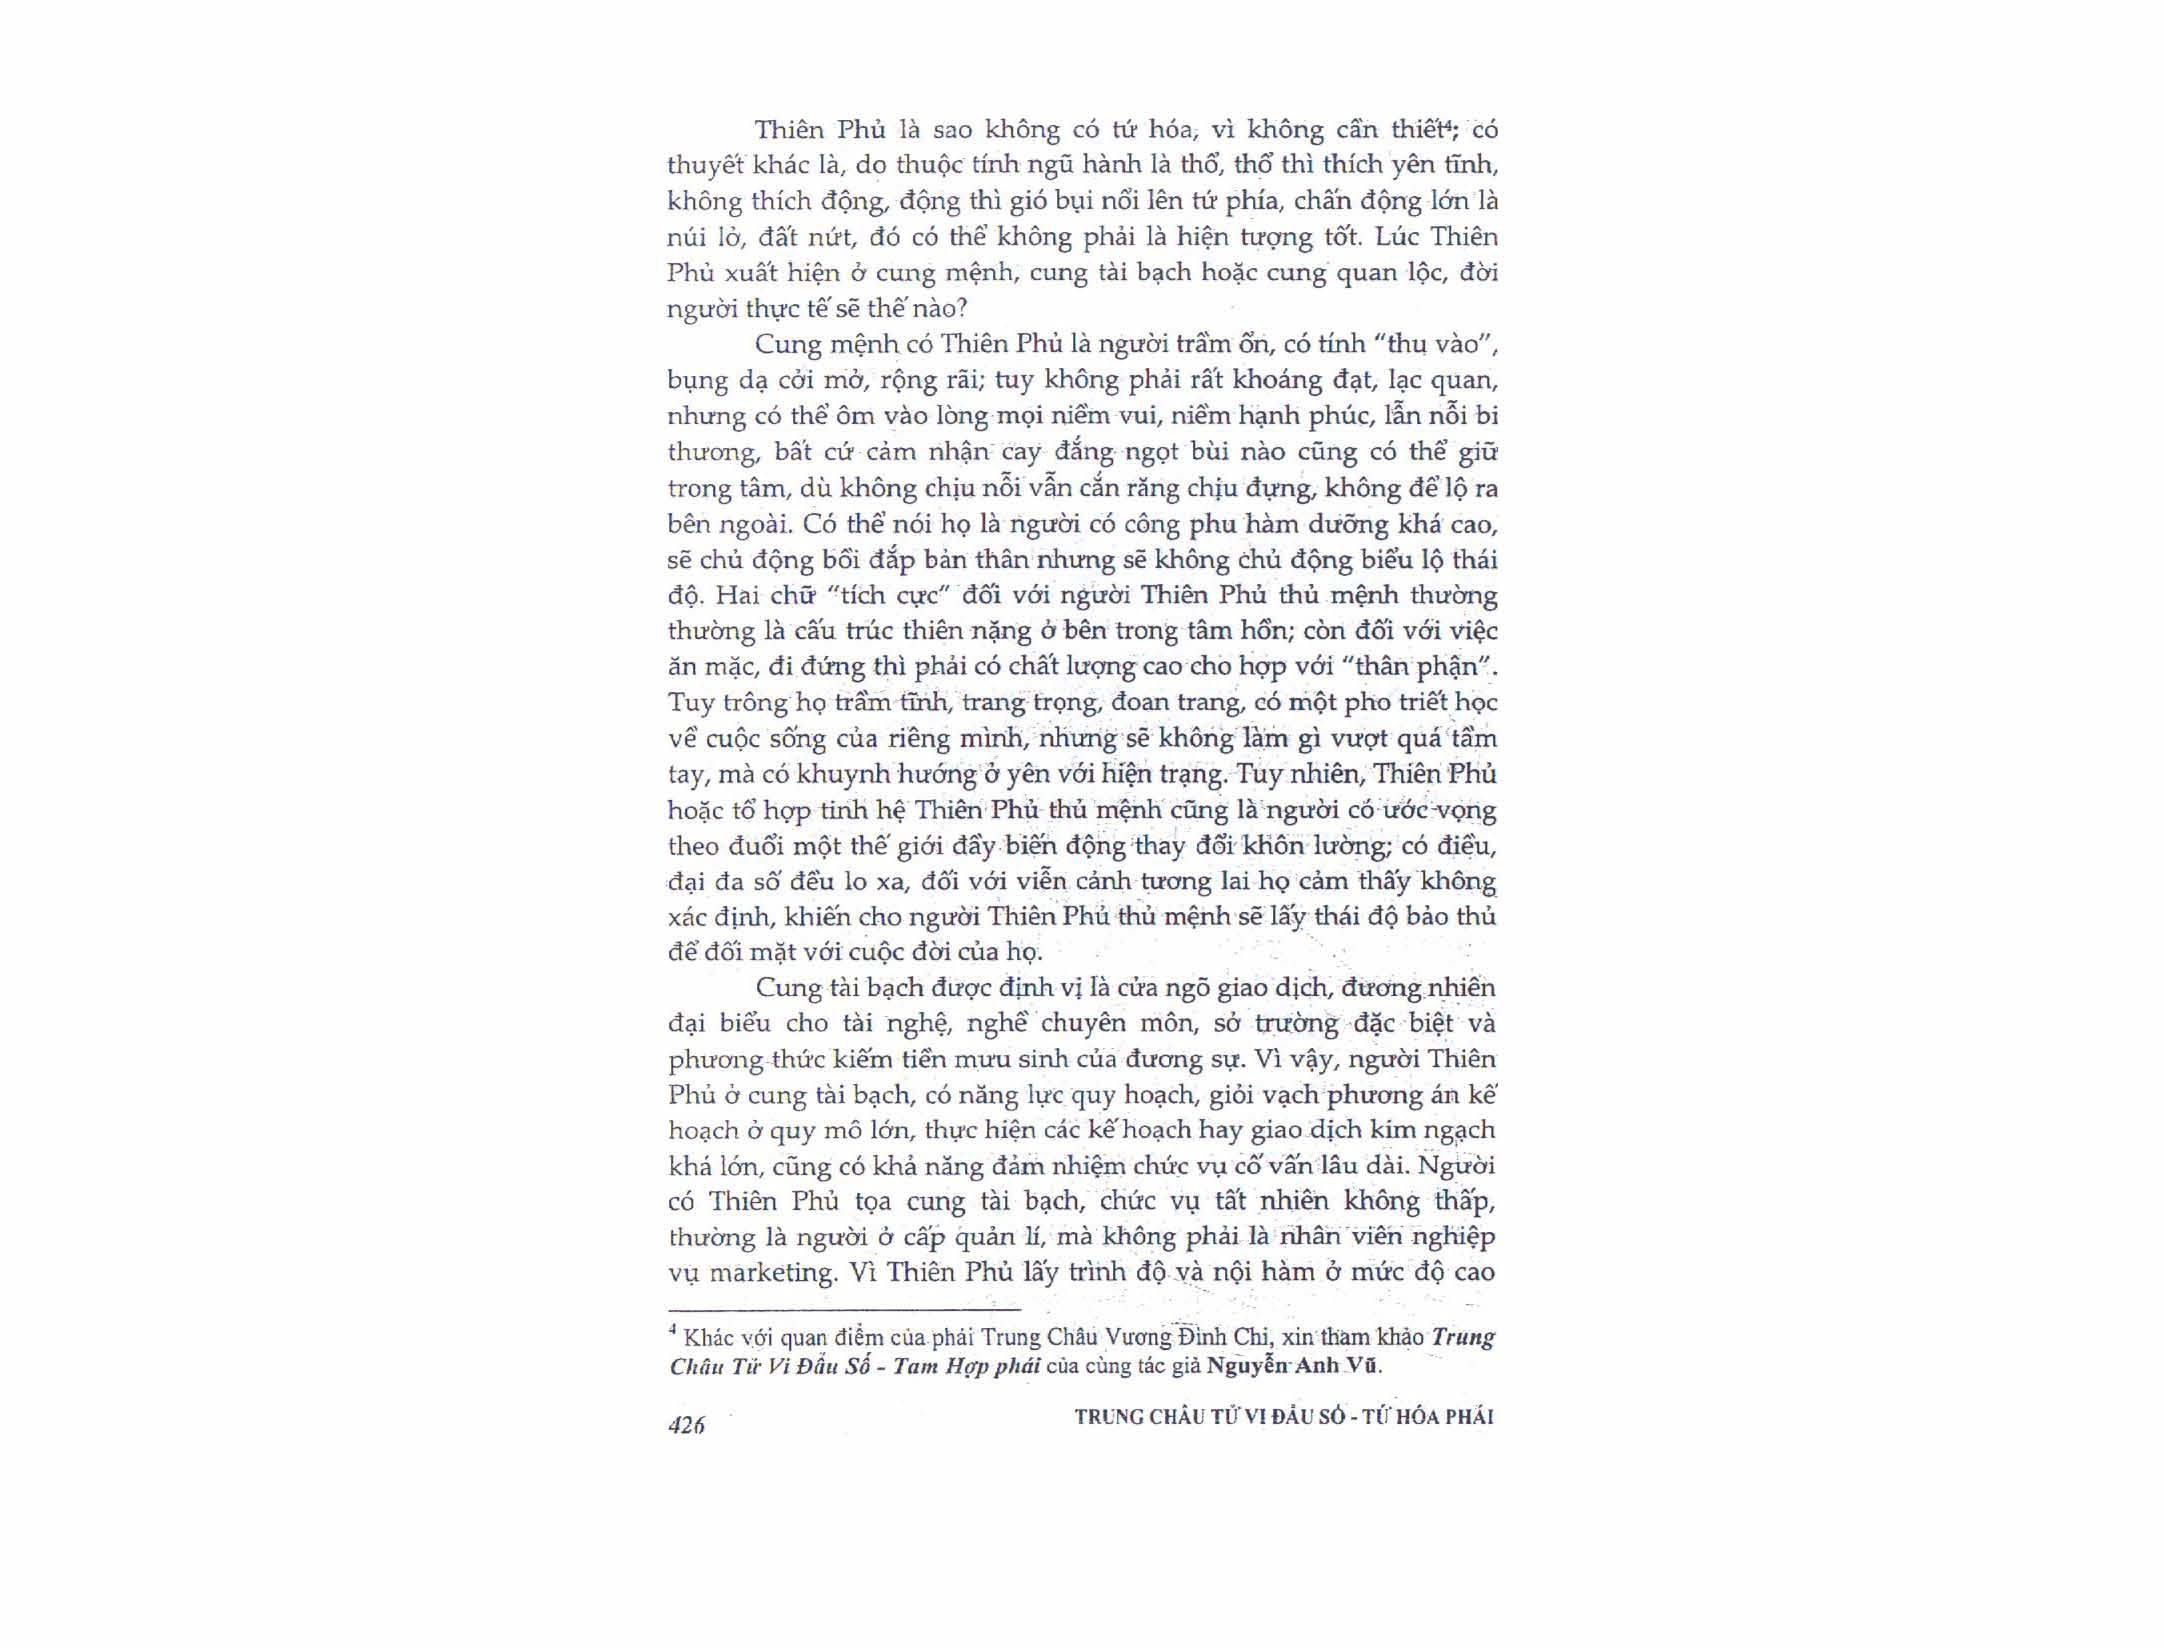 Thiên Phủ là sao không có tứ hóa, vì không cần thiết⁴; có
thuyết khác là, do thuộc tính ngũ hành là thổ, thổ thì thích yên tĩnh,
không thích động, động thì gió bụi nổi lên tứ phía, chấn động lớn là
núi lở, đất nứt, đó có thể không phải là hiện tượng tốt. Lúc Thiên
Phủ xuất hiện ở cung mệnh, cung tài bạch hoặc cung quan lộc, đời
người thực tế sẽ thế nào?
Cung mệnh có Thiên Phủ là người trầm ổn, có tính "thu vào",
bụng dạ cởi mở, rộng rãi; tuy không phải rất khoáng đạt, lạc quan,
nhưng có thể ôm vào lòng mọi niềm vui, niềm hạnh phúc, lẫn nỗi bi
thương, bất cứ cảm nhận cay đắng ngọt bùi nào cũng có thể giữ
trong tâm, dù không chịu nỗi vẫn cắn răng chịu đựng, không để lộ ra
bên ngoài. Có thể nói họ là người có công phu hàm dưỡng khá cao,
sẽ chủ động bồi đắp bản thân nhưng sẽ không chủ động biểu lộ thái
độ. Hai chữ "tích cực" đối với người Thiên Phủ thủ mệnh thường
thường là cấu trúc thiên nặng ở bên trong tâm hồn; còn đối với việc
ăn mặc, đi đứng thì phải có chất lượng cao cho hợp với "thân phận".
Tuy trông họ trầm tĩnh, trang trọng, đoan trang, có một pho triết học
về cuộc sống của riêng mình, nhưng sẽ không làm gì vượt quá tầm
tay, mà có khuynh hướng ở yên với hiện trạng. Tuy nhiên, Thiên Phủ
hoặc tổ hợp tinh hệ Thiên Phủ thủ mệnh cũng là người có ước vọng
theo đuổi một thế giới đầy biến động thay đổi khôn lường; có điều,
đại đa số đều lo xa, đối với viễn cảnh tương lai họ cảm thấy không
xác định, khiến cho người Thiên Phủ thủ mệnh sẽ lấy thái độ bảo thủ
để đối mặt với cuộc đời của họ.
Cung tài bạch được định vị là cửa ngõ giao dịch, đương nhiên
đại biểu cho tài nghệ, nghề chuyên môn, sở trường đặc biệt và
phương thức kiếm tiền mưu sinh của đương sự. Vì vậy, người Thiên
Phủ ở cung tài bạch, có năng lực quy hoạch, giỏi vạch phương án kế
hoạch ở quy mô lớn, thực hiện các kế hoạch hay giao dịch kim ngạch
khá lớn, cũng có khả năng đảm nhiệm chức vụ cố vấn lâu dài. Người
có Thiên Phủ tọa cung tài bạch, chức vụ tất nhiên không thấp,
thường là người ở cấp quản lí, mà không phải là nhân viên nghiệp
vụ marketing. Vì Thiên Phủ lấy trình độ và nội hàm ở mức độ cao
⁴ Khác với quan điểm của phái Trung Châu Vương Đình Chi, xin tham khảo Trung
Châu Tử Vi Đẩu Số - Tam Hợp phái của cùng tác giả Nguyễn Anh Vũ.
426
TRUNG CHÂU TỬ VI ĐẨU SỐ - TỨ HÓA PHÁI